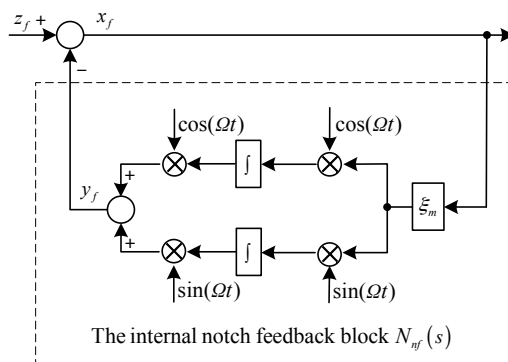 z_f + x_f
−
cos(Ωt) cos(Ωt)
+ ∫
y_f ξ_m
+ ∫
sin(Ωt) sin(Ωt)
The internal notch feedback block N_nf(s)